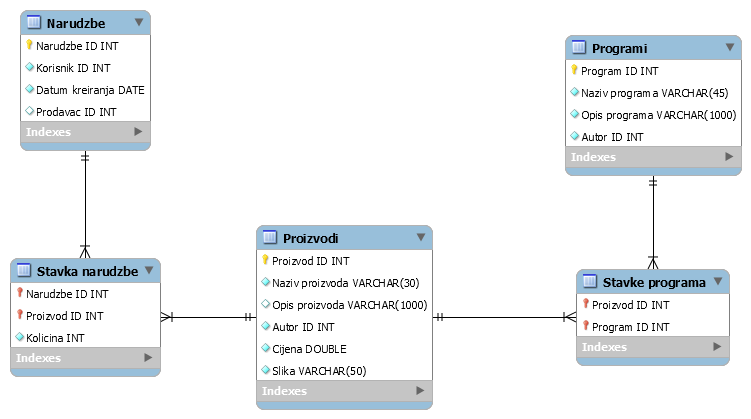 Narudzbe
Narudzbe ID INT
Korisnik ID INT
Datum kreiranja DATE
Prodavac ID INT
Indexes
Programi
Program ID INT
Naziv programa VARCHAR(45)
Opis programa VARCHAR(1000)
Autor ID INT
Indexes
Stavka narudzbe
Narudzbe ID INT
Proizvod ID INT
Kolicina INT
Indexes
Proizvodi
Proizvod ID INT
Naziv proizvoda VARCHAR(30)
Opis proizvoda VARCHAR(1000)
Autor ID INT
Cijena DOUBLE
Slika VARCHAR(50)
Indexes
Stavke programa
Proizvod ID INT
Program ID INT
Indexes